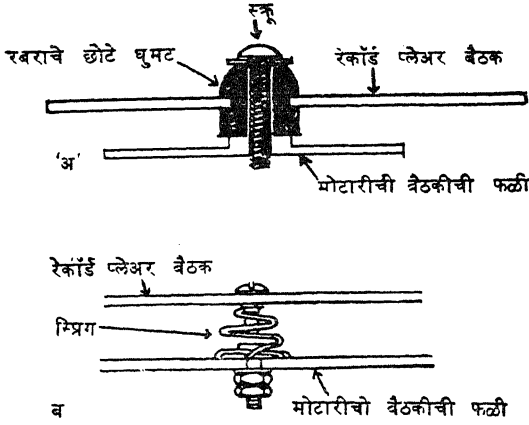 स्क्रू
रबराचे छोटे घुमट
रेकॉर्ड प्लेअर बैठक
'अ'
मोटारीची बैठकीची फळी
रेकॉर्ड प्लेअर बैठक
स्प्रिंग
ब
मोटारीची बैठकीची फळी